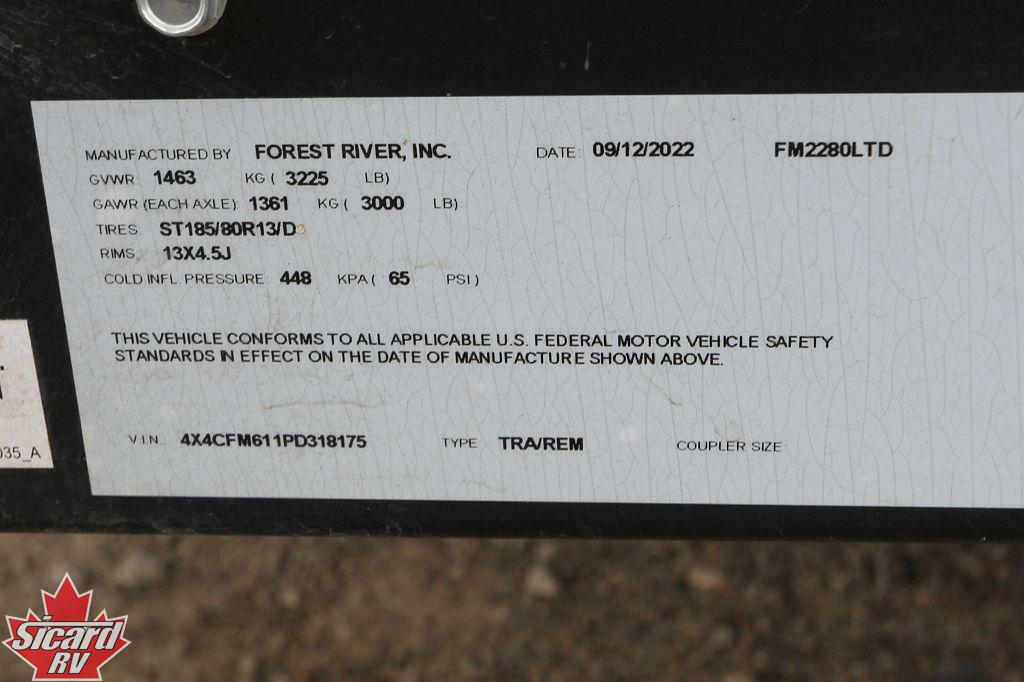 MANUFACTURED BY FOREST RIVER, INC. DATE: 09/12/2022 FM2280LTD
GVWR 1463 KG ( 3225 LB)
GAWR (EACH AXLE) 1361 KG ( 3000 LB)
TIRES ST185/80R13/D
RIMS 13X4.5J
COLD INFL. PRESSURE 448 KPA ( 65 PSI )
THIS VEHICLE CONFORMS TO ALL APPLICABLE U.S. FEDERAL MOTOR VEHICLE SAFETY
STANDARDS IN EFFECT ON THE DATE OF MANUFACTURE SHOWN ABOVE.
V.I.N. 4X4CFM611PD318175 TYPE TRA/REM COUPLER SIZE
035_A
Sicard
RV